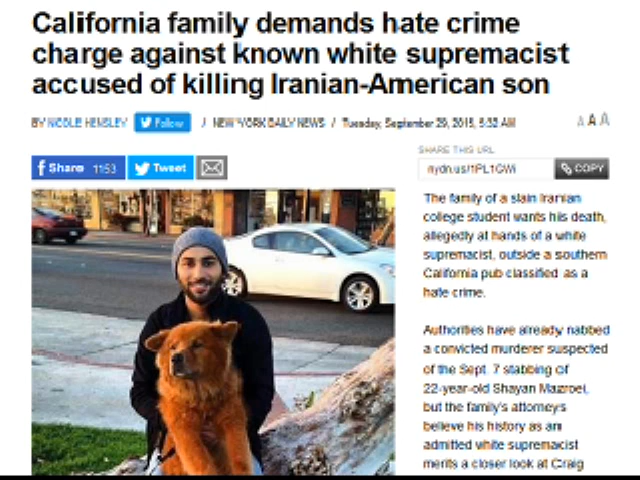 California family demands hate crime
charge against known white supremacist
accused of killing Iranian-American son
BY NICOLE HENSLEY Follow / NEW YORK DAILY NEWS / Tuesday, September 29, 2015, 5:32 AM A A A
SHARE THIS URL
nydn.us/1PL1GWi COPY
f Share 1153 Tweet
The family of a slain Iranian
college student wants his death,
allegedly at hands of a white
supremacist, outside a southern
California pub classified as a
hate crime.
Authorities have already nabbed
a convicted murderer suspected
of the Sept. 7 stabbing of
22-year-old Shayan Mazroei,
but the family's attorneys
believe his history as an
admitted white supremacist
merits a closer look at Craig